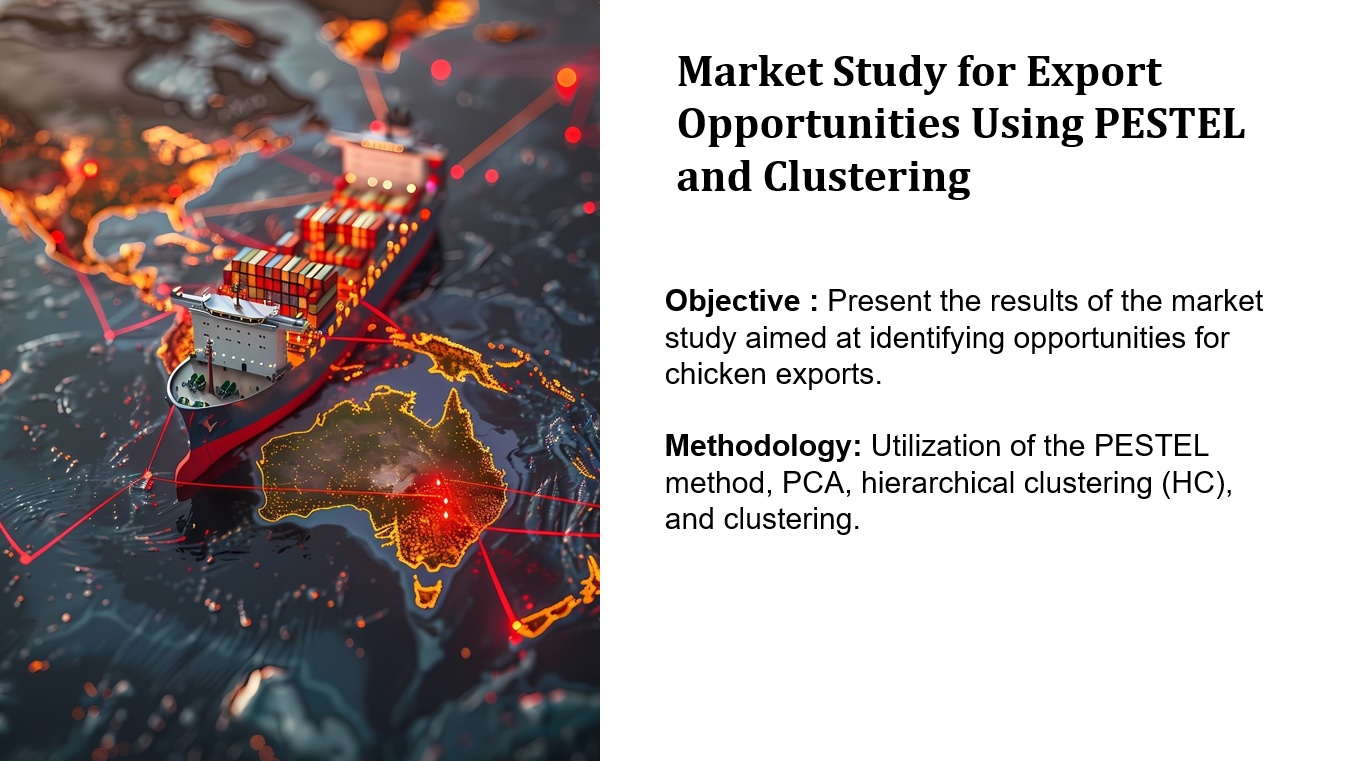 Market Study for Export
Opportunities Using PESTEL
and Clustering
Objective : Present the results of the market
study aimed at identifying opportunities for
chicken exports.
Methodology: Utilization of the PESTEL
method, PCA, hierarchical clustering (HC),
and clustering.